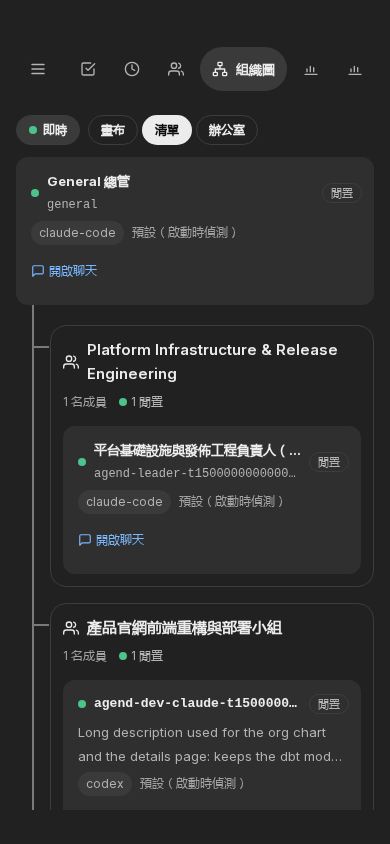 組織圖
即時 畫布 清單 辦公室
General 總管
general
閒置
claude-code 預設（啟動時偵測）
開啟聊天
Platform Infrastructure & Release
Engineering
1 名成員 1 閒置
平台基礎設施與發佈工程負責人（...
agend-leader-t1500000000000...
閒置
claude-code 預設（啟動時偵測）
開啟聊天
產品官網前端重構與部署小組
1 名成員 1 閒置
agend-dev-claude-t1500000...
閒置
Long description used for the org chart
and the details page: keeps the dbt mod...
codex 預設（啟動時偵測）